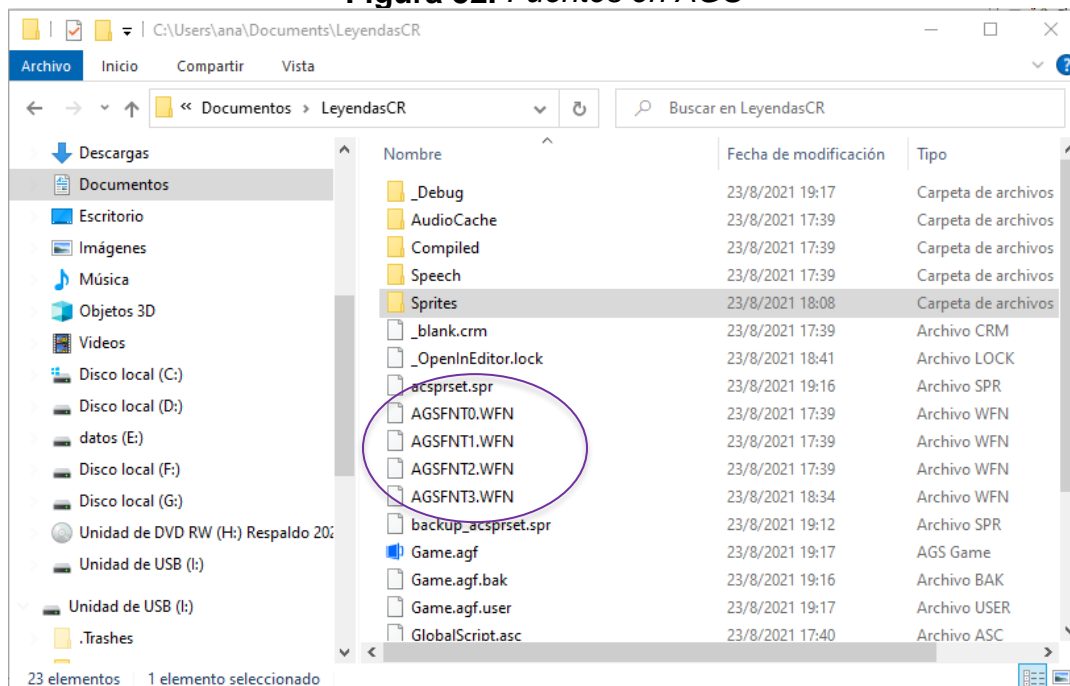 Figura 32. Fuentes en AGS
C:\Users\ana\Documents\LeyendasCR
Archivo Inicio Compartir Vista
« Documentos > LeyendasCR Buscar en LeyendasCR
Descargas
Documentos
Escritorio
Imágenes
Música
Objetos 3D
Videos
Disco local (C:)
Disco local (D:)
datos (E:)
Disco local (F:)
Disco local (G:)
Unidad de DVD RW (H:) Respaldo 202
Unidad de USB (I:)
Unidad de USB (I:)
.Trashes
Nombre Fecha de modificación Tipo
_Debug 23/8/2021 19:17 Carpeta de archivos
AudioCache 23/8/2021 17:39 Carpeta de archivos
Compiled 23/8/2021 17:39 Carpeta de archivos
Speech 23/8/2021 17:39 Carpeta de archivos
Sprites 23/8/2021 18:08 Carpeta de archivos
_blank.crm 23/8/2021 17:39 Archivo CRM
_OpenInEditor.lock 23/8/2021 18:41 Archivo LOCK
acsprset.spr 23/8/2021 19:16 Archivo SPR
AGSFNT0.WFN 23/8/2021 17:39 Archivo WFN
AGSFNT1.WFN 23/8/2021 17:39 Archivo WFN
AGSFNT2.WFN 23/8/2021 17:39 Archivo WFN
AGSFNT3.WFN 23/8/2021 18:34 Archivo WFN
backup_acsprset.spr 23/8/2021 19:12 Archivo SPR
Game.agf 23/8/2021 19:17 AGS Game
Game.agf.bak 23/8/2021 19:16 Archivo BAK
Game.agf.user 23/8/2021 19:17 Archivo USER
GlobalScript.asc 23/8/2021 17:40 Archivo ASC
23 elementos 1 elemento seleccionado